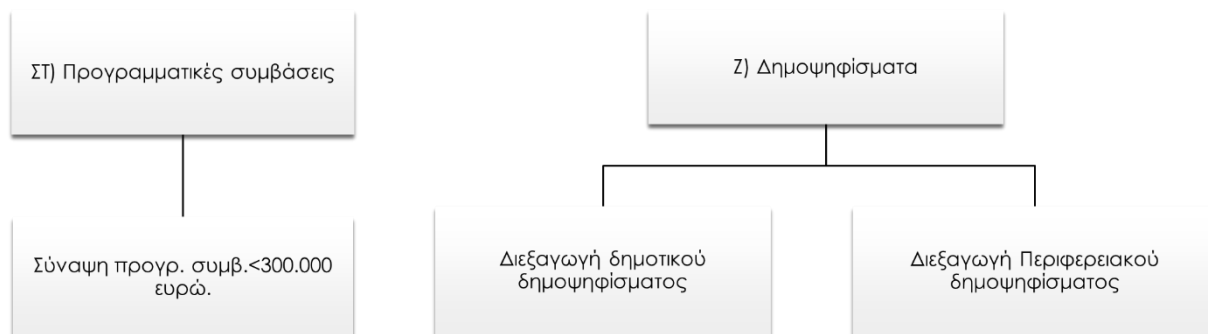 ΣΤ) Προγραμματικές συμβάσεις
Ζ) Δημοψηφίσματα
Σύναψη προγρ. συμβ.<300.000
ευρώ.
Διεξαγωγή δημοτικού
δημοψηφίσματος
Διεξαγωγή Περιφερειακού
δημοψηφίσματος